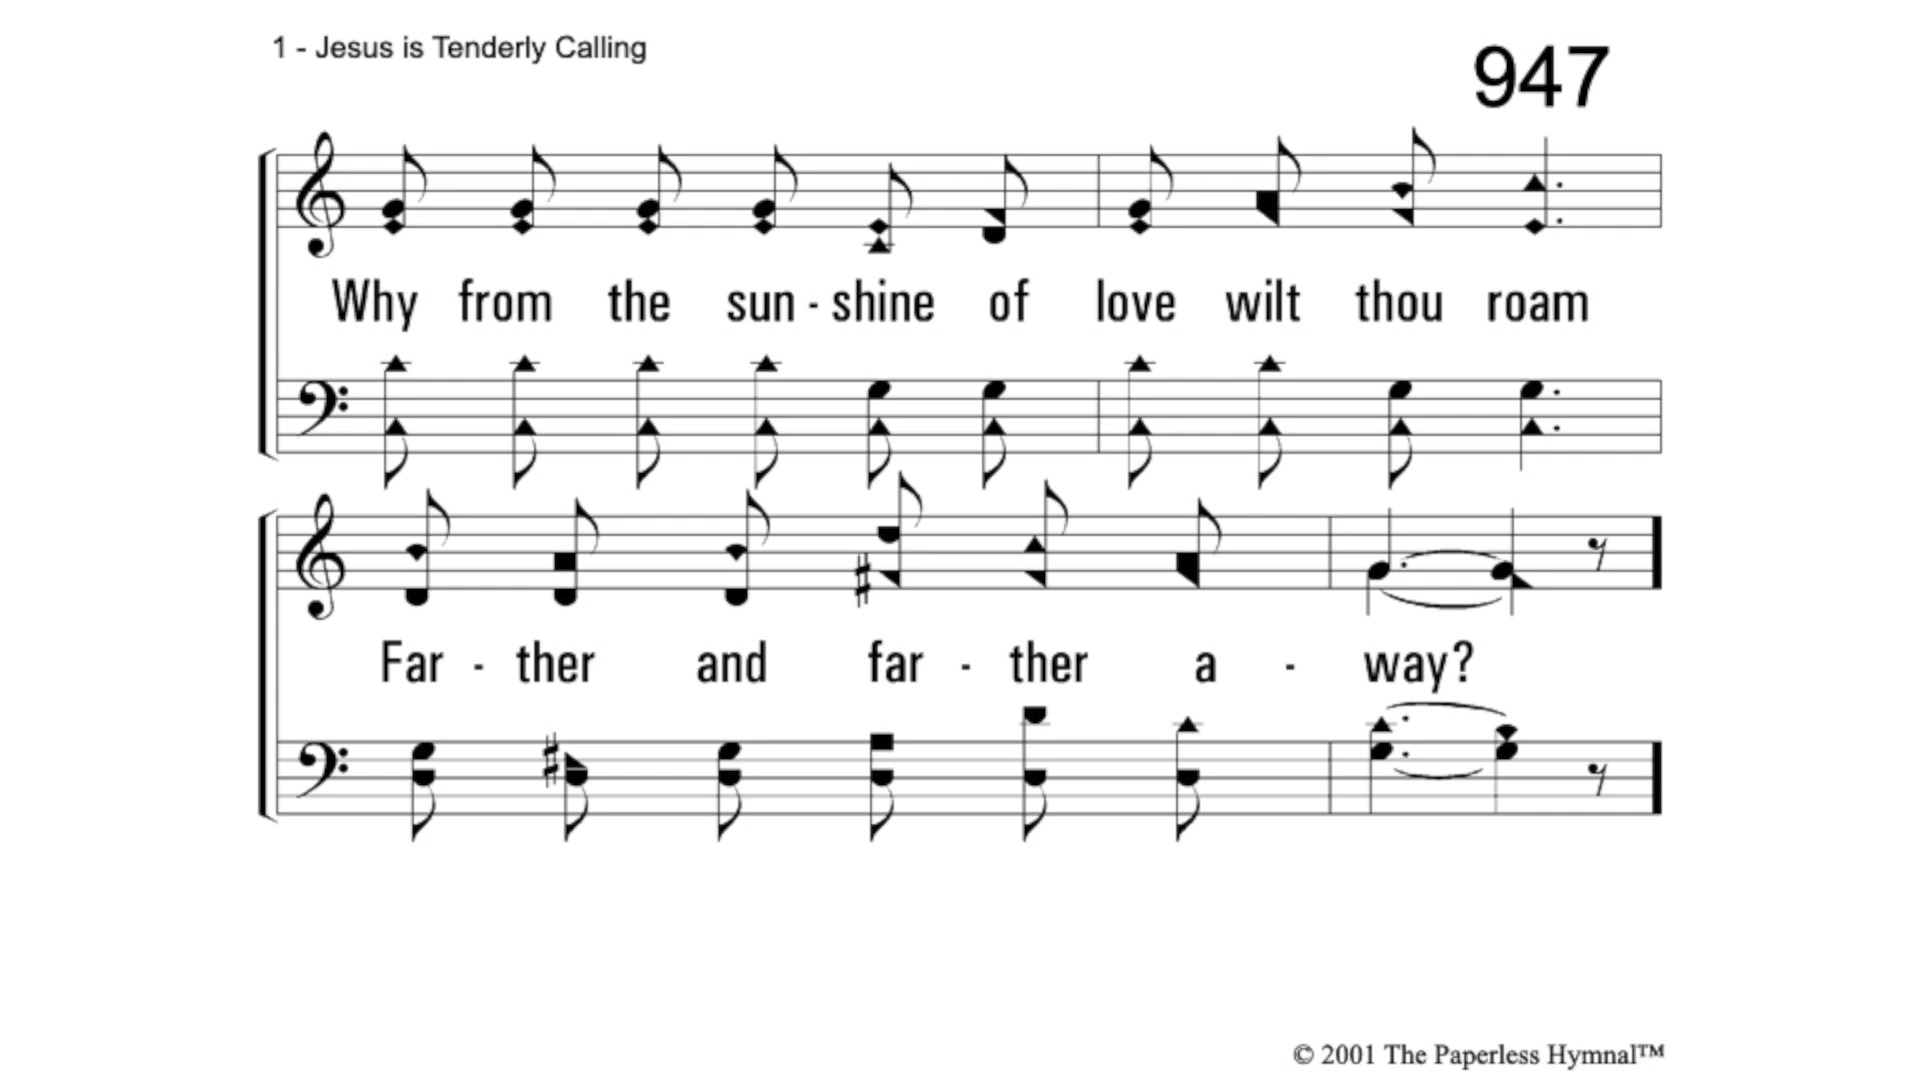 1 - Jesus is Tenderly Calling
947
Why from the sun - shine of love wilt thou roam
Far - ther and far - ther a - way?
© 2001 The Paperless Hymnal™